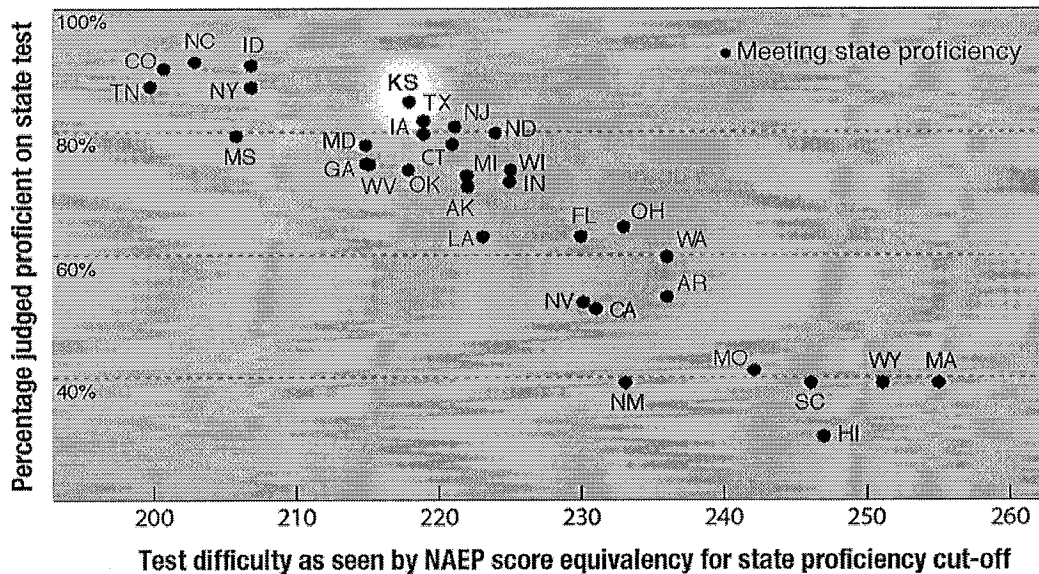 100%
NC
ID
CO
TN
NY
KS
TX
Meeting state proficiency
IA
NJ
ND
80%
MS
MD
CT
MI
WI
GA
WV
OK
IN
AK
LA
FL
OH
WA
60%
NV
CA
AR
MO
WY
MA
40%
NM
SC
HI
Percentage judged proficient on state test
200 210 220 230 240 250 260
Test difficulty as seen by NAEP score equivalency for state proficiency cut-off